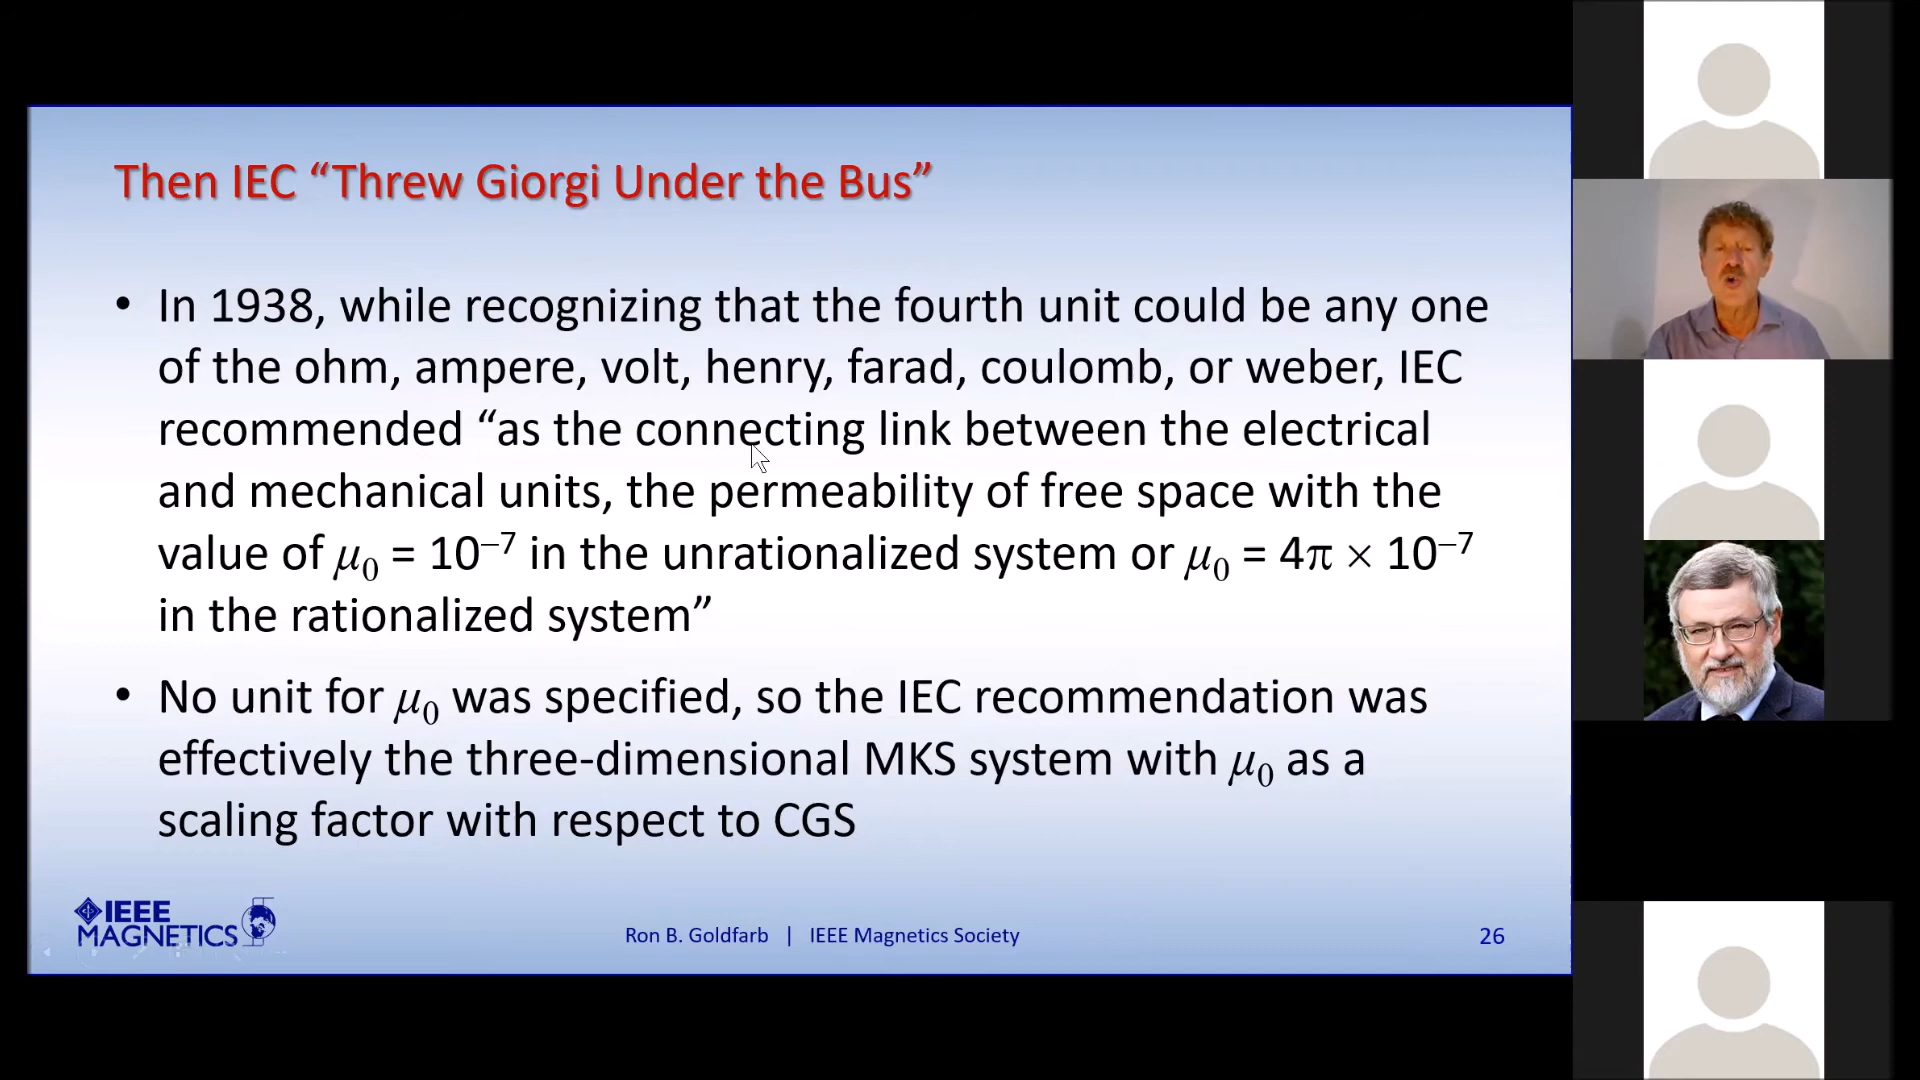 Then IEC “Threw Giorgi Under the Bus”
• In 1938, while recognizing that the fourth unit could be any one
of the ohm, ampere, volt, henry, farad, coulomb, or weber, IEC
recommended “as the connecting link between the electrical
and mechanical units, the permeability of free space with the
value of μ₀ = 10⁻⁷ in the unrationalized system or μ₀ = 4π × 10⁻⁷
in the rationalized system”
• No unit for μ₀ was specified, so the IEC recommendation was
effectively the three-dimensional MKS system with μ₀ as a
scaling factor with respect to CGS
IEEE
MAGNETICS
Ron B. Goldfarb | IEEE Magnetics Society
26